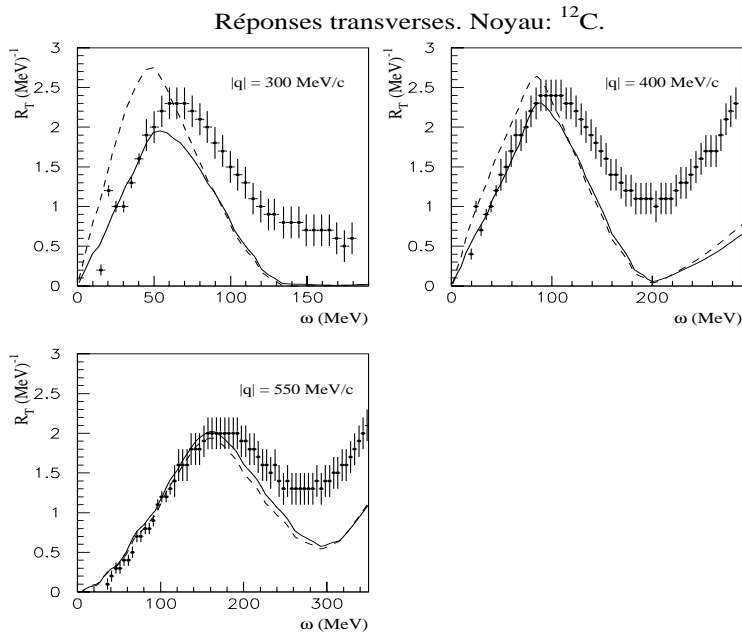 Réponses transverses. Noyau: ¹²C.
R_T (MeV)⁻¹
|q| = 300 MeV/c
3
2.5
2
1.5
1
0.5
0
0 50 100 150
ω (MeV)
R_T (MeV)⁻¹
|q| = 400 MeV/c
3
2.5
2
1.5
1
0.5
0
0 200
ω (MeV)
R_T (MeV)⁻¹
|q| = 550 MeV/c
3
2.5
2
1.5
1
0.5
0
0 100 200 300
ω (MeV)